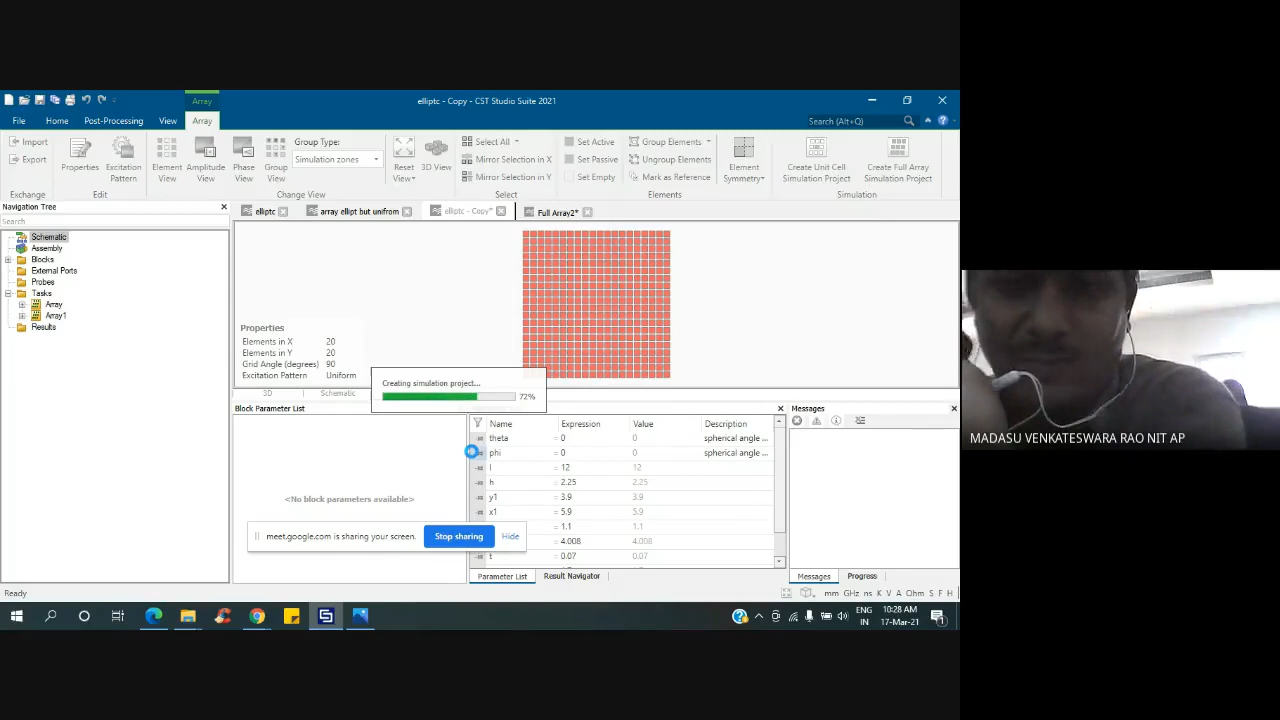 Array
elliptc - Copy - CST Studio Suite 2021
File
Home
Post-Processing
View
Array
Search (Alt+Q)
Import
Export
Exchange
Properties
Excitation
Pattern
Edit
Element
View
Amplitude
View
Phase
View
Group
View
Group Type:
Simulation zones
Change View
Reset
View
3D View
Select All
Mirror Selection in X
Mirror Selection in Y
Select
Set Active
Set Passive
Set Empty
Group Elements
Ungroup Elements
Mark as Reference
Elements
Element
Symmetry
Create Unit Cell
Simulation Project
Create Full Array
Simulation Project
Simulation
Navigation Tree
Search
Schematic
Assembly
Blocks
External Ports
Probes
Tasks
Array
Array1
Results
elliptc
array ellipt but unifrom
elliptc - Copy*
Full Array2*
Properties
Elements in X 20
Elements in Y 20
Grid Angle (degrees) 90
Excitation Pattern Uniform
3D
Schematic
Creating simulation project...
72%
Block Parameter List
<No block parameters available>
Name Expression Value Description
theta = 0 0 spherical angle ...
phi = 0 0 spherical angle ...
l = 12 12
h = 2.25 2.25
y1 = 3.9 3.9
x1 = 5.9 5.9
= 1.1 1.1
= 4.008 4.008
t = 0.07 0.07
Parameter List
Result Navigator
Messages
Messages
Progress
meet.google.com is sharing your screen.
Stop sharing
Hide
Ready
mm GHz ns K V A Ohm S F H
ENG
IN
10:28 AM
17-Mar-21
1
MADASU VENKATESWARA RAO NIT AP